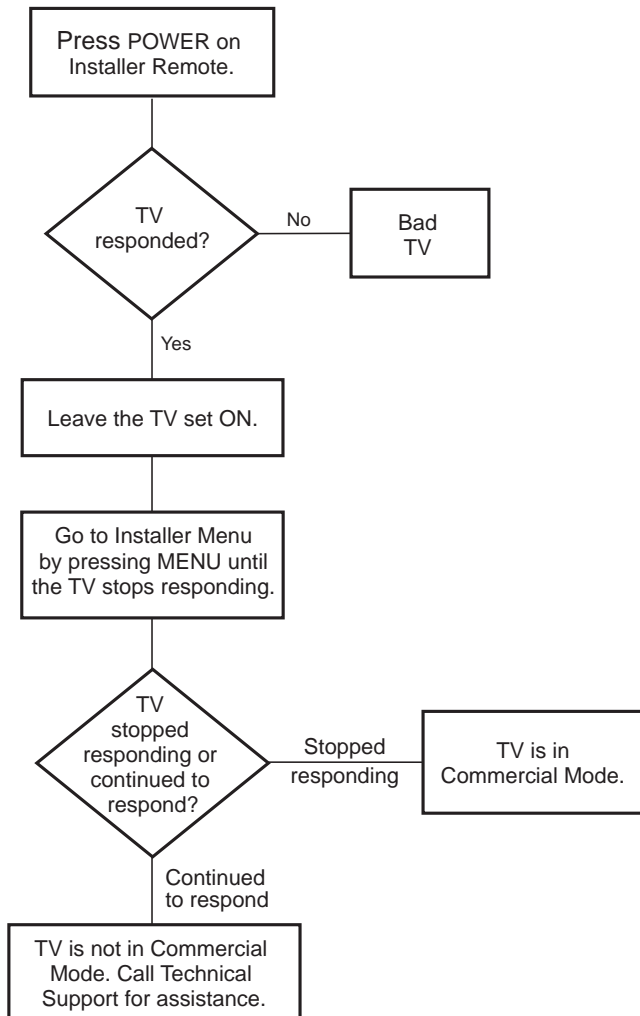 Press POWER on
Installer Remote.
TV
responded?
No
Bad
TV
Yes
Leave the TV set ON.
Go to Installer Menu
by pressing MENU until
the TV stops responding.
TV
stopped
responding or
continued to
respond?
Stopped
responding
TV is in
Commercial Mode.
Continued
to respond
TV is not in Commercial
Mode. Call Technical
Support for assistance.